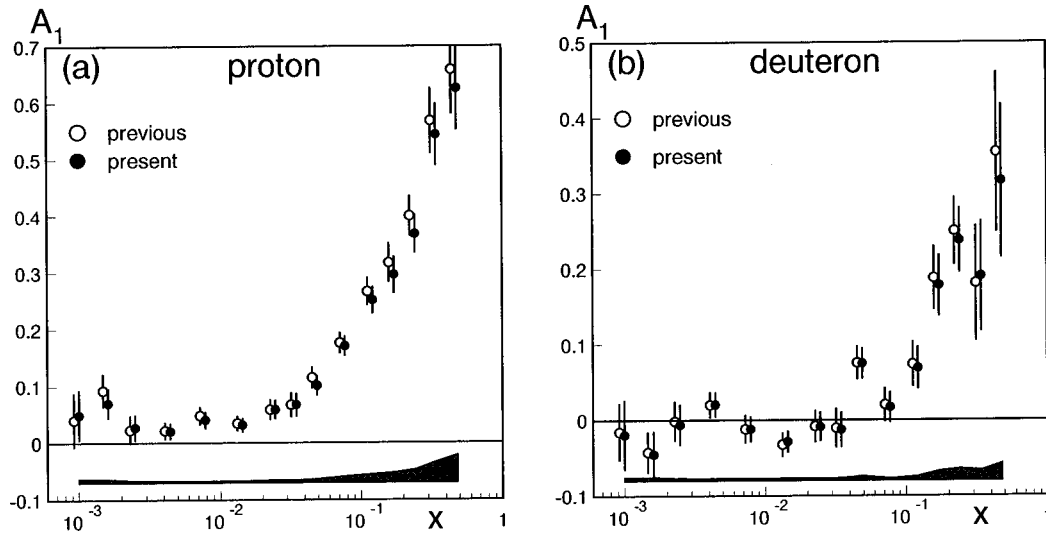 A1
0.7
(a) proton
0.6
previous
0.5
present
0.4
0.3
0.2
0.1
0
-0.1
10-3 10-2 10-1 X 1
A1
0.5
(b) deuteron
0.4
previous
present
0.3
0.2
0.1
0
-0.1
10-3 10-2 10-1 X 1